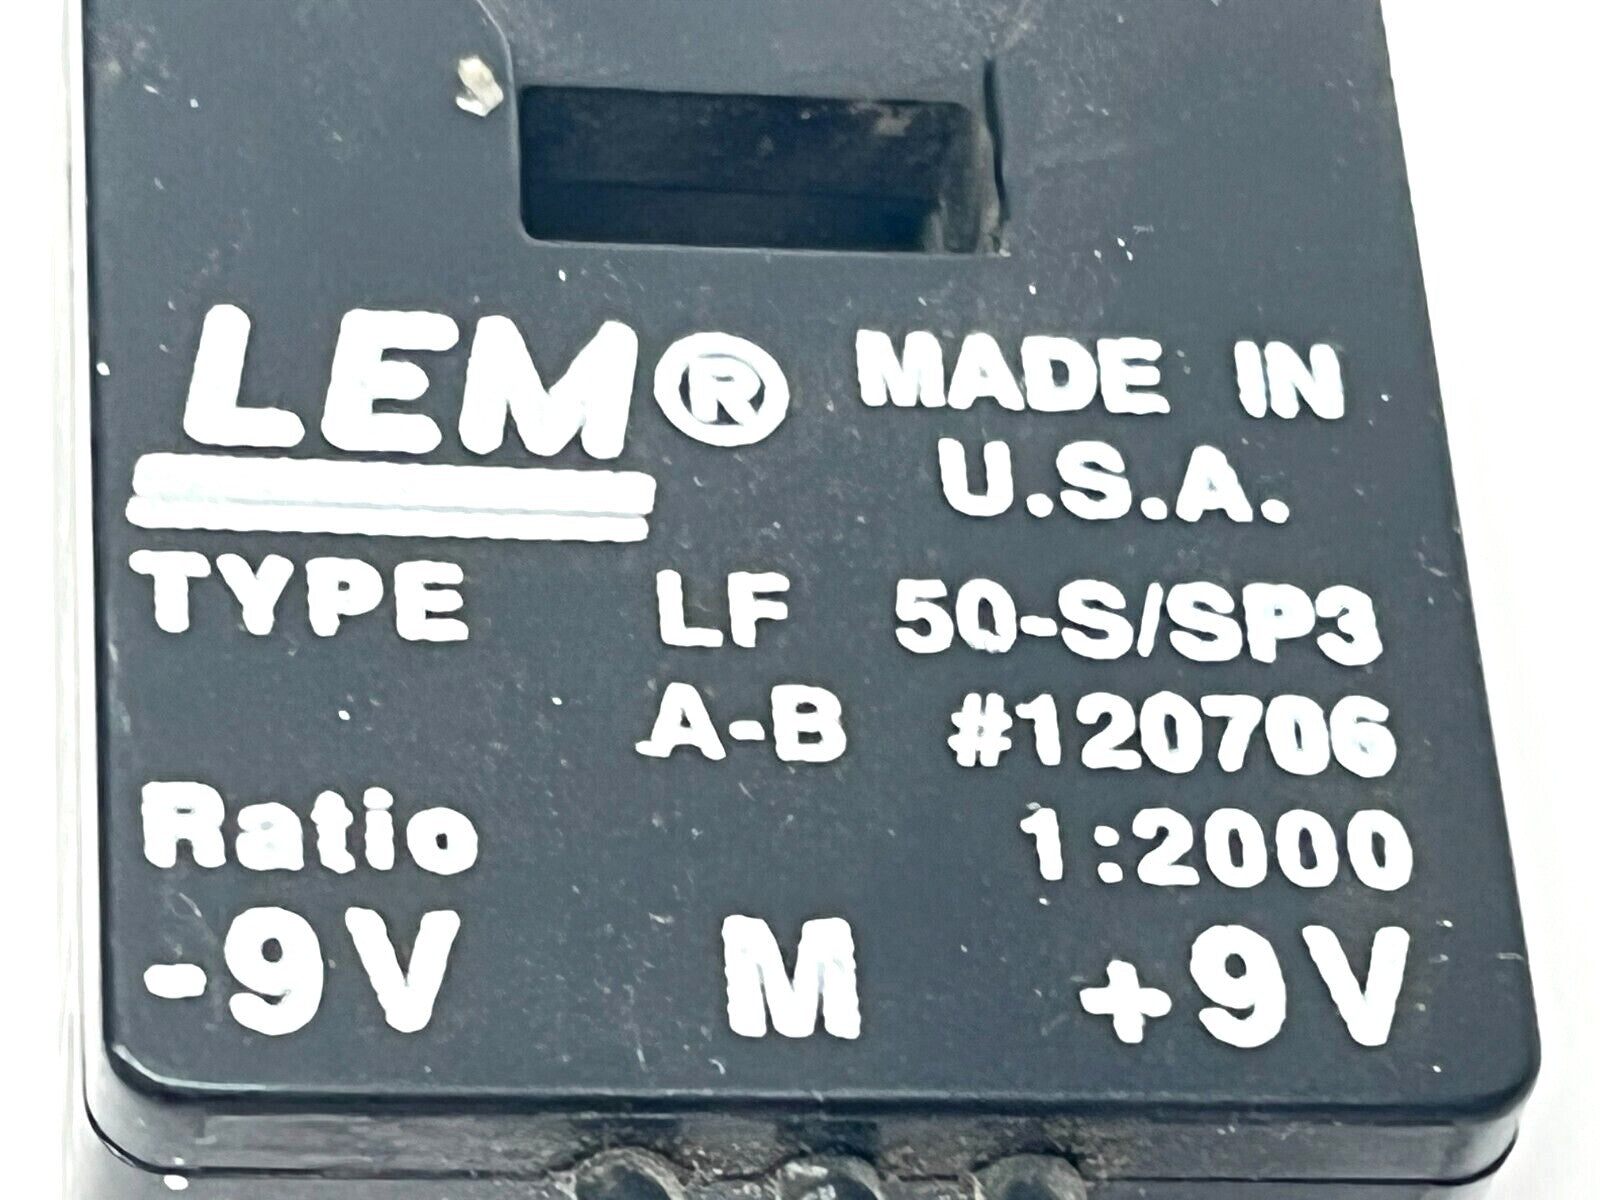 LEM® MADE IN
U.S.A.
TYPE LF 50-S/SP3
A-B #120706
Ratio 1:2000
-9V M +9V